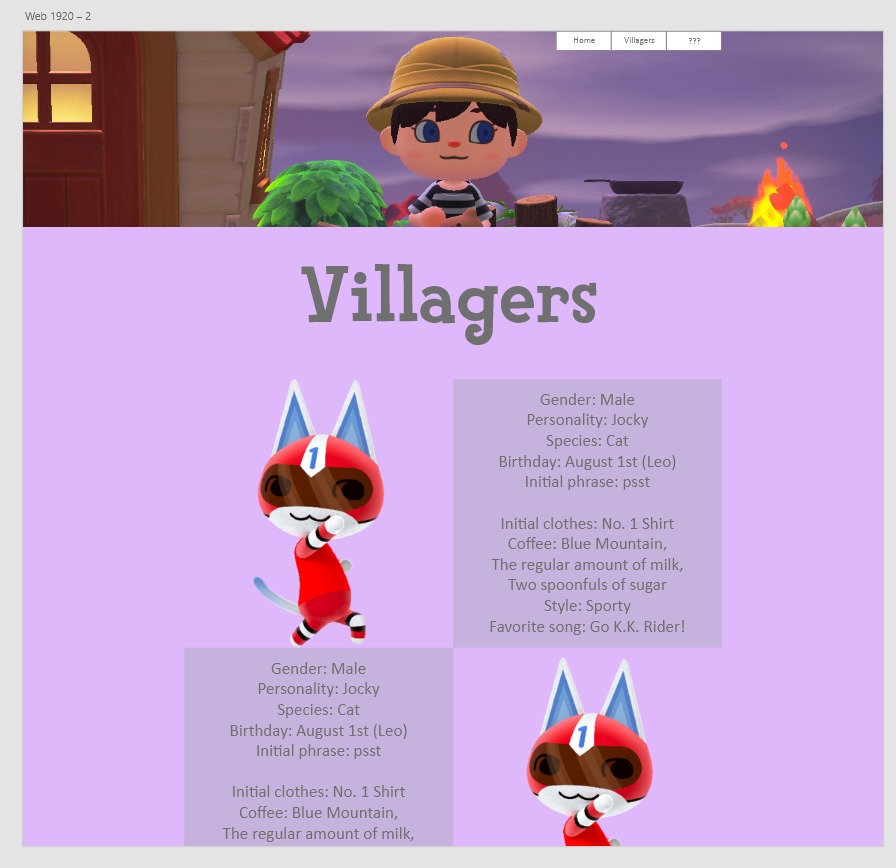 Web 1920 – 2
Home Villagers ???
Villagers
1
Gender: Male
Personality: Jocky
Species: Cat
Birthday: August 1st (Leo)
Initial phrase: psst
Initial clothes: No. 1 Shirt
Coffee: Blue Mountain,
The regular amount of milk,
Two spoonfuls of sugar
Style: Sporty
Favorite song: Go K.K. Rider!
Gender: Male
Personality: Jocky
Species: Cat
Birthday: August 1st (Leo)
Initial phrase: psst
Initial clothes: No. 1 Shirt
Coffee: Blue Mountain,
The regular amount of milk,
1